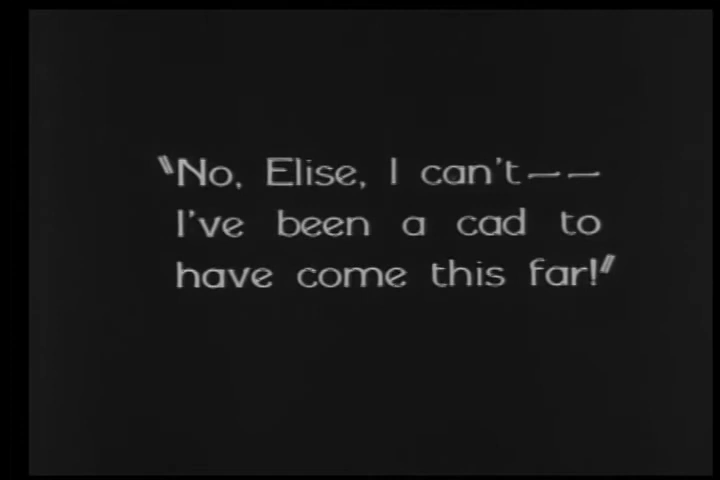 "No, Elise, I can't——
I've been a cad to
have come this far!"